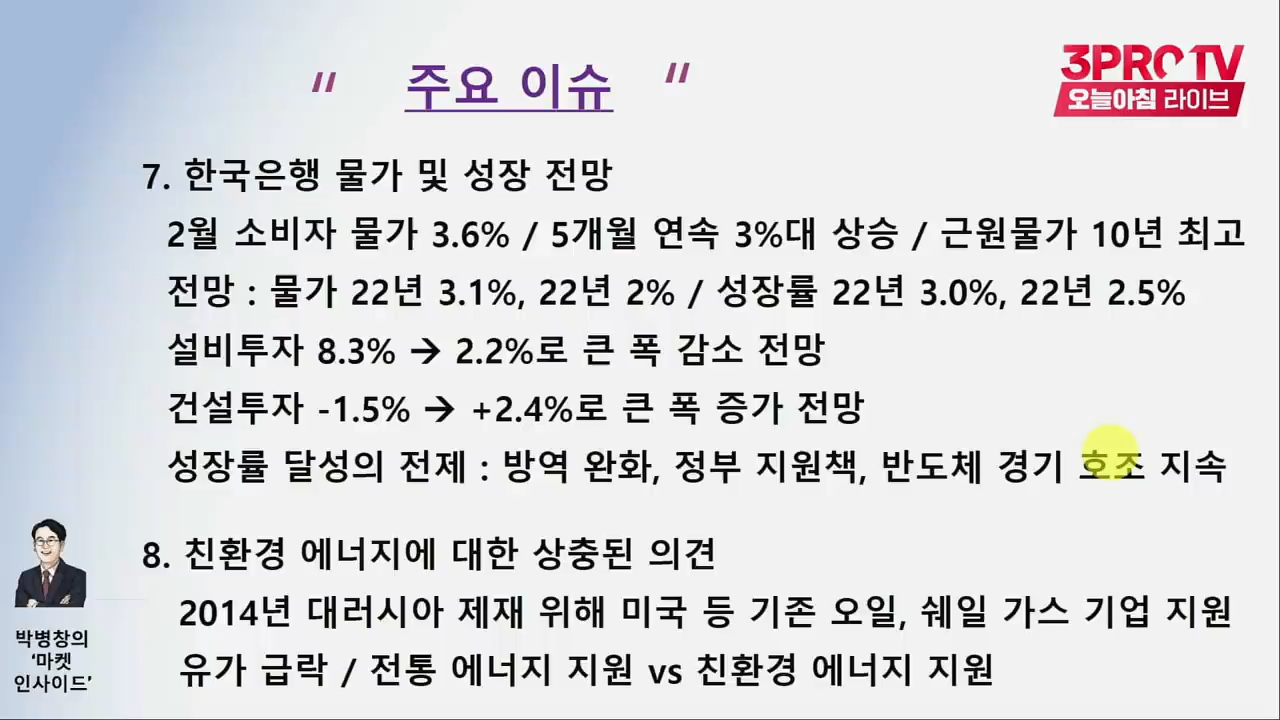 " 주요 이슈 "
3PRO TV
오늘아침 라이브
7. 한국은행 물가 및 성장 전망
2월 소비자 물가 3.6% / 5개월 연속 3%대 상승 / 근원물가 10년 최고
전망 : 물가 22년 3.1%, 22년 2% / 성장률 22년 3.0%, 22년 2.5%
설비투자 8.3% → 2.2%로 큰 폭 감소 전망
건설투자 -1.5% → +2.4%로 큰 폭 증가 전망
성장률 달성의 전제 : 방역 완화, 정부 지원책, 반도체 경기 호조 지속
8. 친환경 에너지에 대한 상충된 의견
2014년 대러시아 제재 위해 미국 등 기존 오일, 쉐일 가스 기업 지원
유가 급락 / 전통 에너지 지원 vs 친환경 에너지 지원
박병창의
'마켓
인사이드'